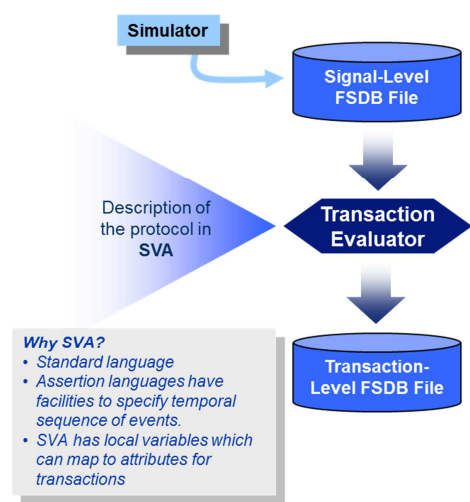 Simulator
Signal-Level
FSDB File
Description of
the protocol in
SVA
Transaction
Evaluator
Why SVA?
• Standard language
• Assertion languages have
facilities to specify temporal
sequence of events.
• SVA has local variables which
can map to attributes for
transactions
Transaction-
Level FSDB File